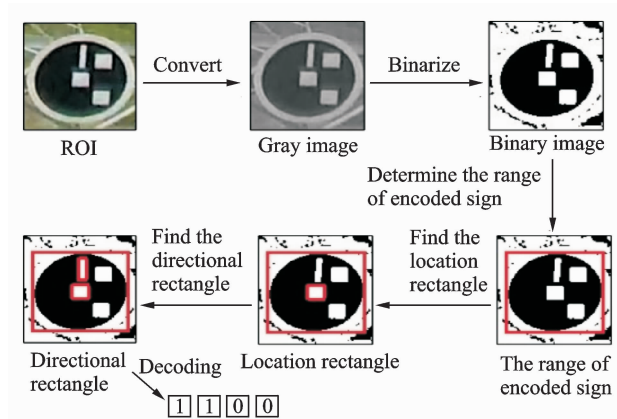 Convert
Binarize
ROI
Gray image
Binary image
Determine the range
of encoded sign
Find the
location
rectangle
Find the
directional
rectangle
The range of
encoded sign
Location rectangle
Directional
rectangle
Decoding
1 1 0 0